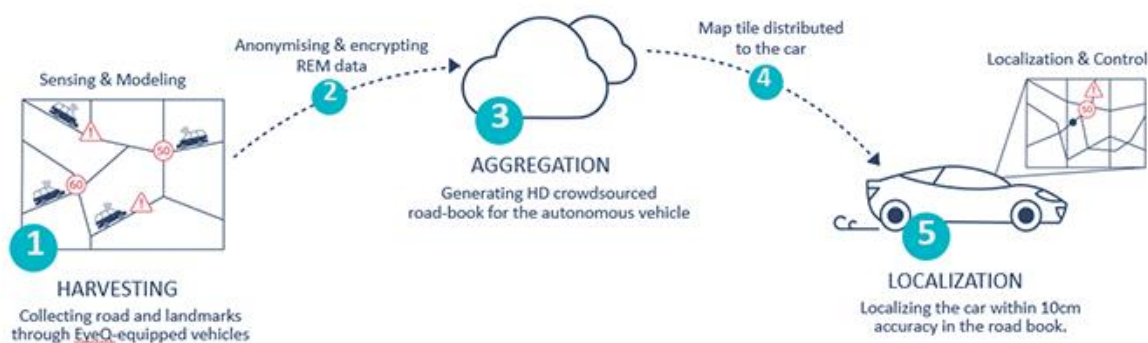 Sensing & Modeling
60
50
!
!
1
HARVESTING
Collecting road and landmarks
through EyeQ-equipped vehicles
Anonymising & encrypting
REM data
2
3
AGGREGATION
Generating HD crowdsourced
road-book for the autonomous vehicle
Map tile distributed
to the car
4
Localization & Control
!
50
5
LOCALIZATION
Localizing the car within 10cm
accuracy in the road book.